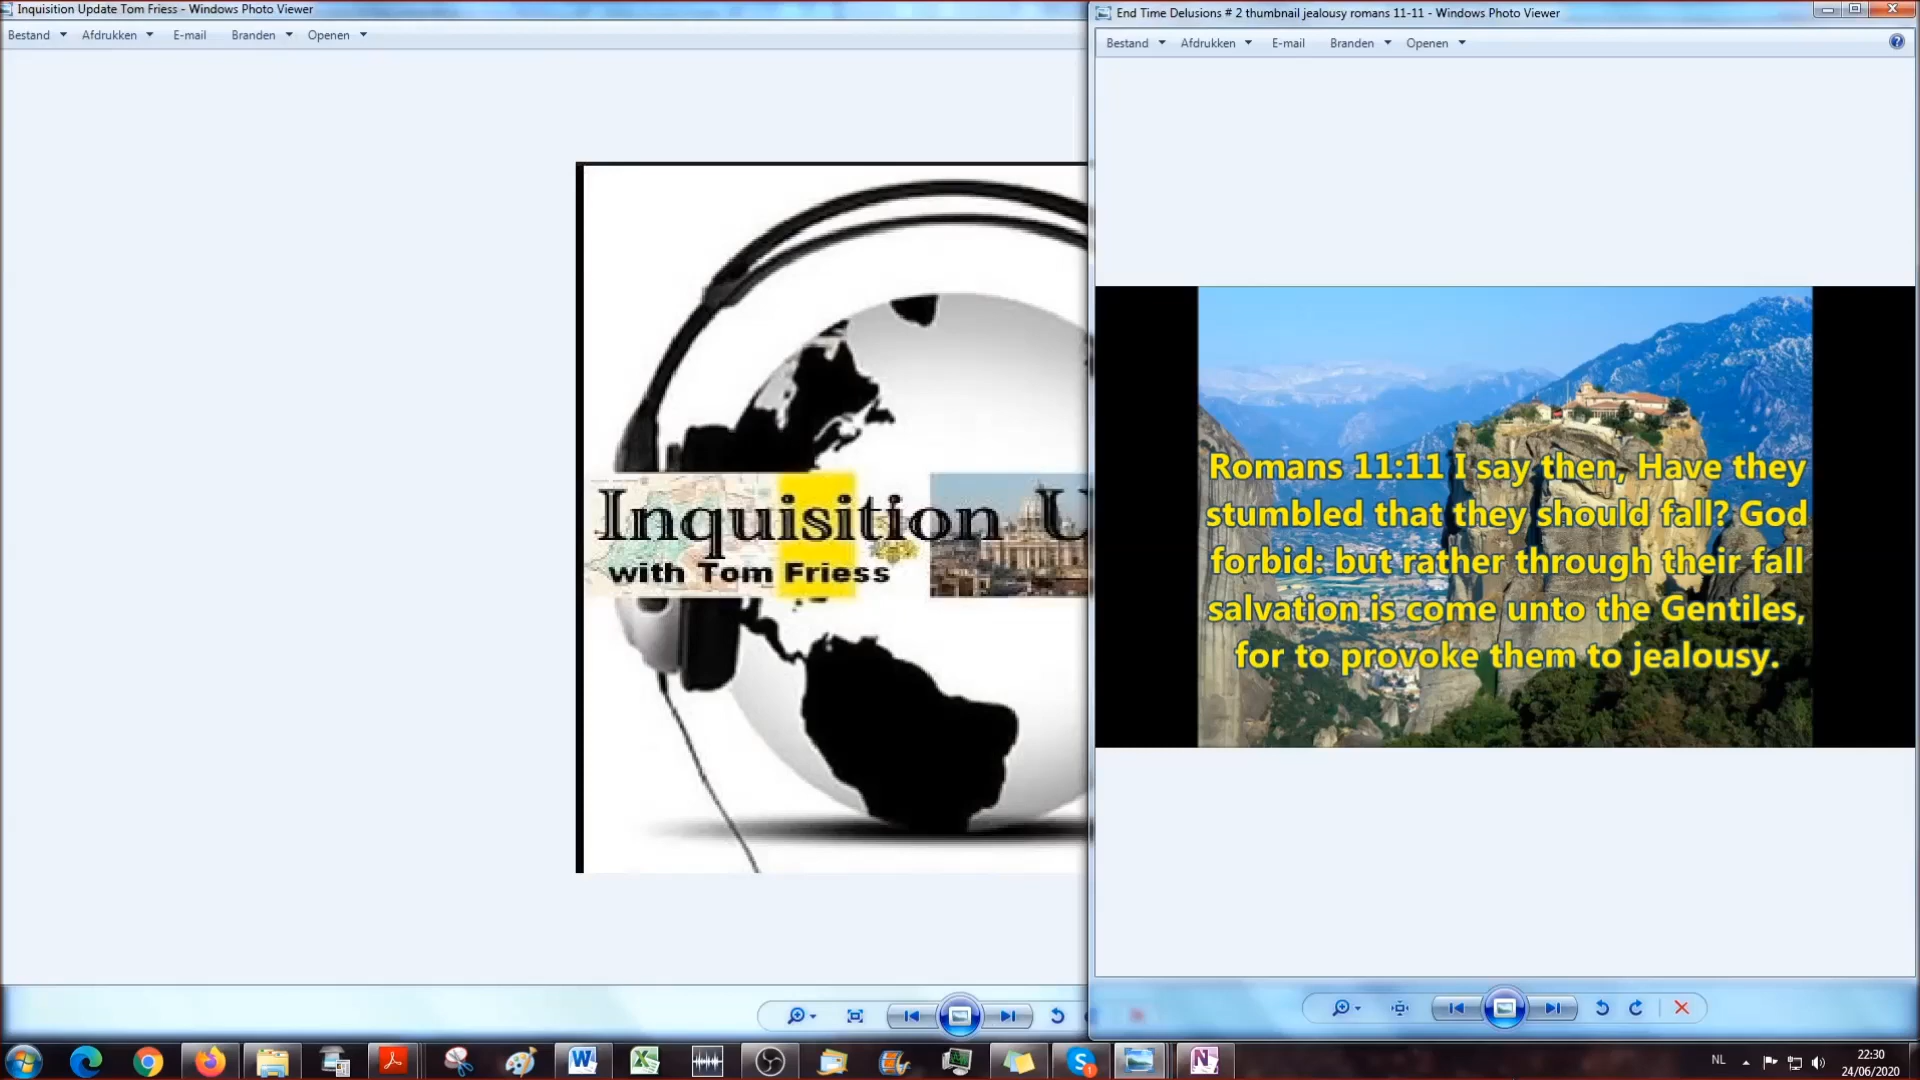 Inquisition Update Tom Friess - Windows Photo Viewer
Bestand Afdrukken E-mail Branden Openen
Inquisition U
with Tom Friess
End Time Delusions # 2 thumbnail jealousy romans 11-11 - Windows Photo Viewer
Bestand Afdrukken E-mail Branden Openen
Romans 11:11 I say then, Have they
stumbled that they should fall? God
forbid: but rather through their fall
salvation is come unto the Gentiles,
for to provoke them to jealousy.
NL
22:30
24/06/2020